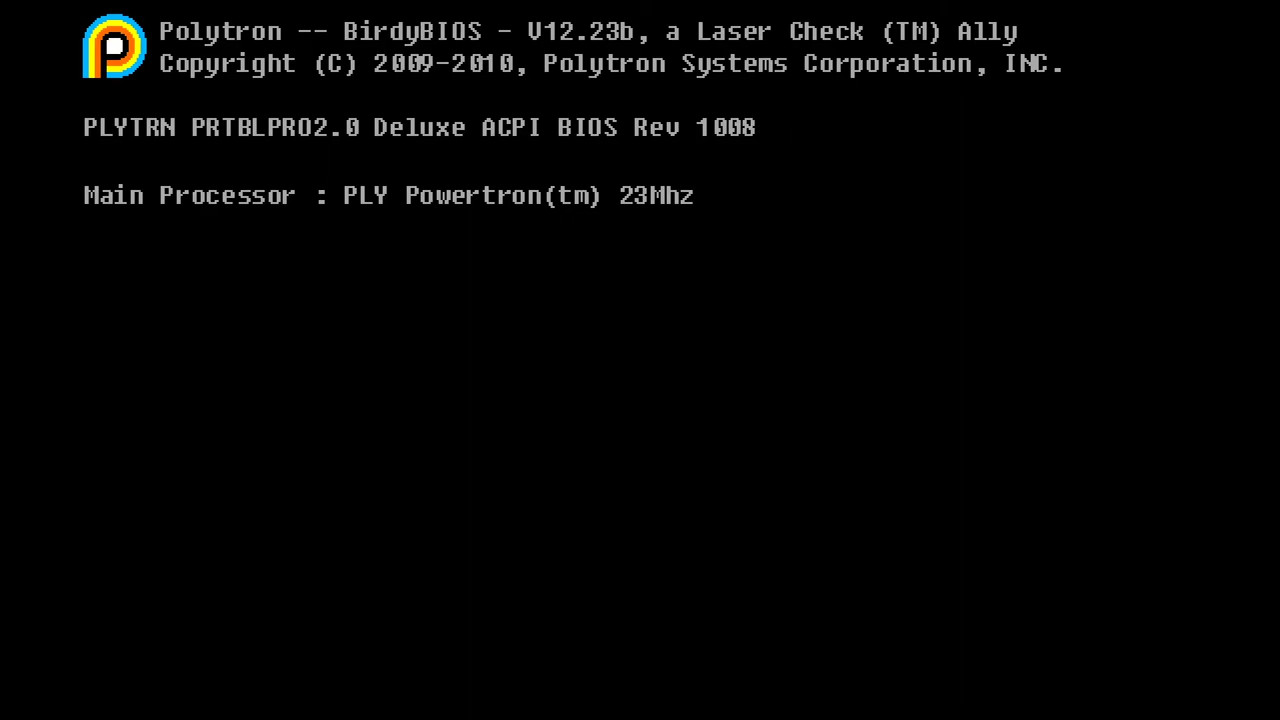 Polytron -- BirdyBIOS - V12.23b, a Laser Check (TM) Ally
Copyright (C) 2009-2010, Polytron Systems Corporation, INC.
PLYTRN PRTBLPRO2.0 Deluxe ACPI BIOS Rev 1008
Main Processor : PLY Powertron(tm) 23Mhz